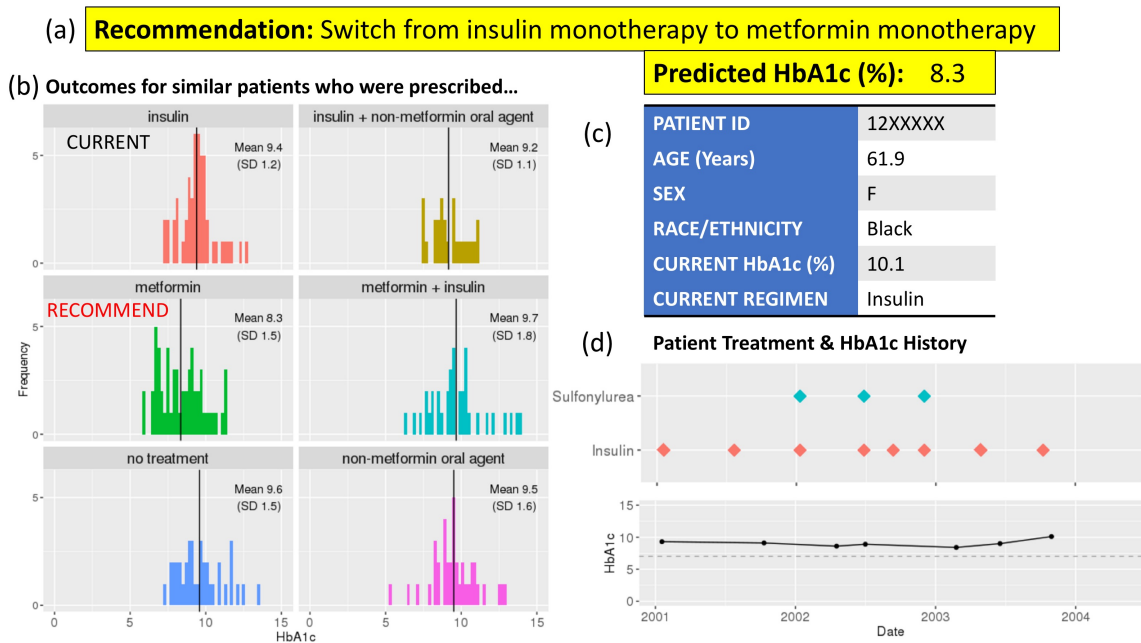 (a) Recommendation: Switch from insulin monotherapy to metformin monotherapy
Predicted HbA1c (%): 8.3
(b) Outcomes for similar patients who were prescribed...
insulin
CURRENT
Mean 9.4
(SD 1.2)
insulin + non-metformin oral agent
Mean 9.2
(SD 1.1)
5
0
metformin
RECOMMEND
Mean 8.3
(SD 1.5)
metformin + insulin
Mean 9.7
(SD 1.8)
5
0
Frequency
no treatment
Mean 9.6
(SD 1.5)
non-metformin oral agent
Mean 9.5
(SD 1.6)
5
0
0 5 10 15 0 5 10 15
HbA1c
(c)
PATIENT ID 12XXXXX
AGE (Years) 61.9
SEX F
RACE/ETHNICITY Black
CURRENT HbA1c (%) 10.1
CURRENT REGIMEN Insulin
(d) Patient Treatment & HbA1c History
Sulfonylurea
Insulin
2001 2002 2003 2004
15
10
5
0
HbA1c
2001 2002 2003 2004
Date